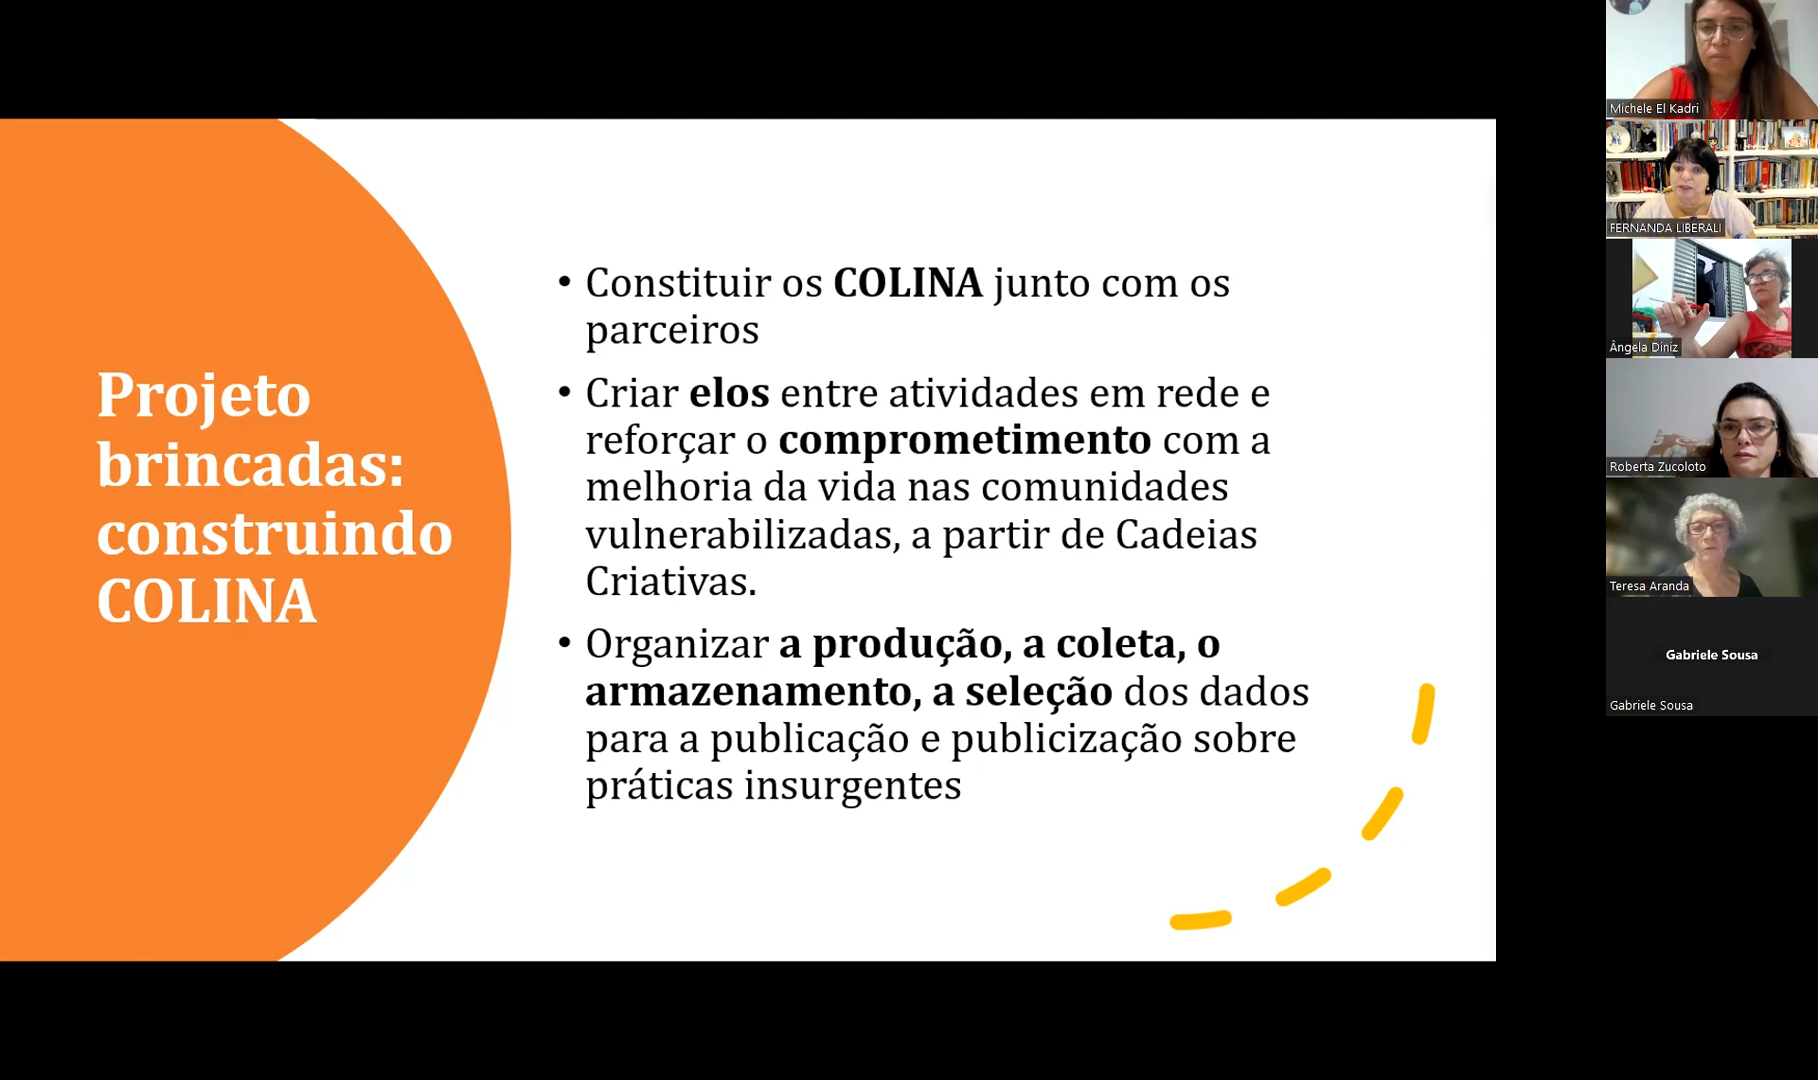 Projeto
brincadas:
construindo
COLINA
• Constituir os COLINA junto com os
parceiros
• Criar elos entre atividades em rede e
reforçar o comprometimento com a
melhoria da vida nas comunidades
vulnerabilizadas, a partir de Cadeias
Criativas.
• Organizar a produção, a coleta, o
armazenamento, a seleção dos dados
para a publicação e publicização sobre
práticas insurgentes
Michele El Kadri
FERNANDA LIBERALI
Ângela Diniz
Roberta Zucoloto
Teresa Aranda
Gabriele Sousa
Gabriele Sousa